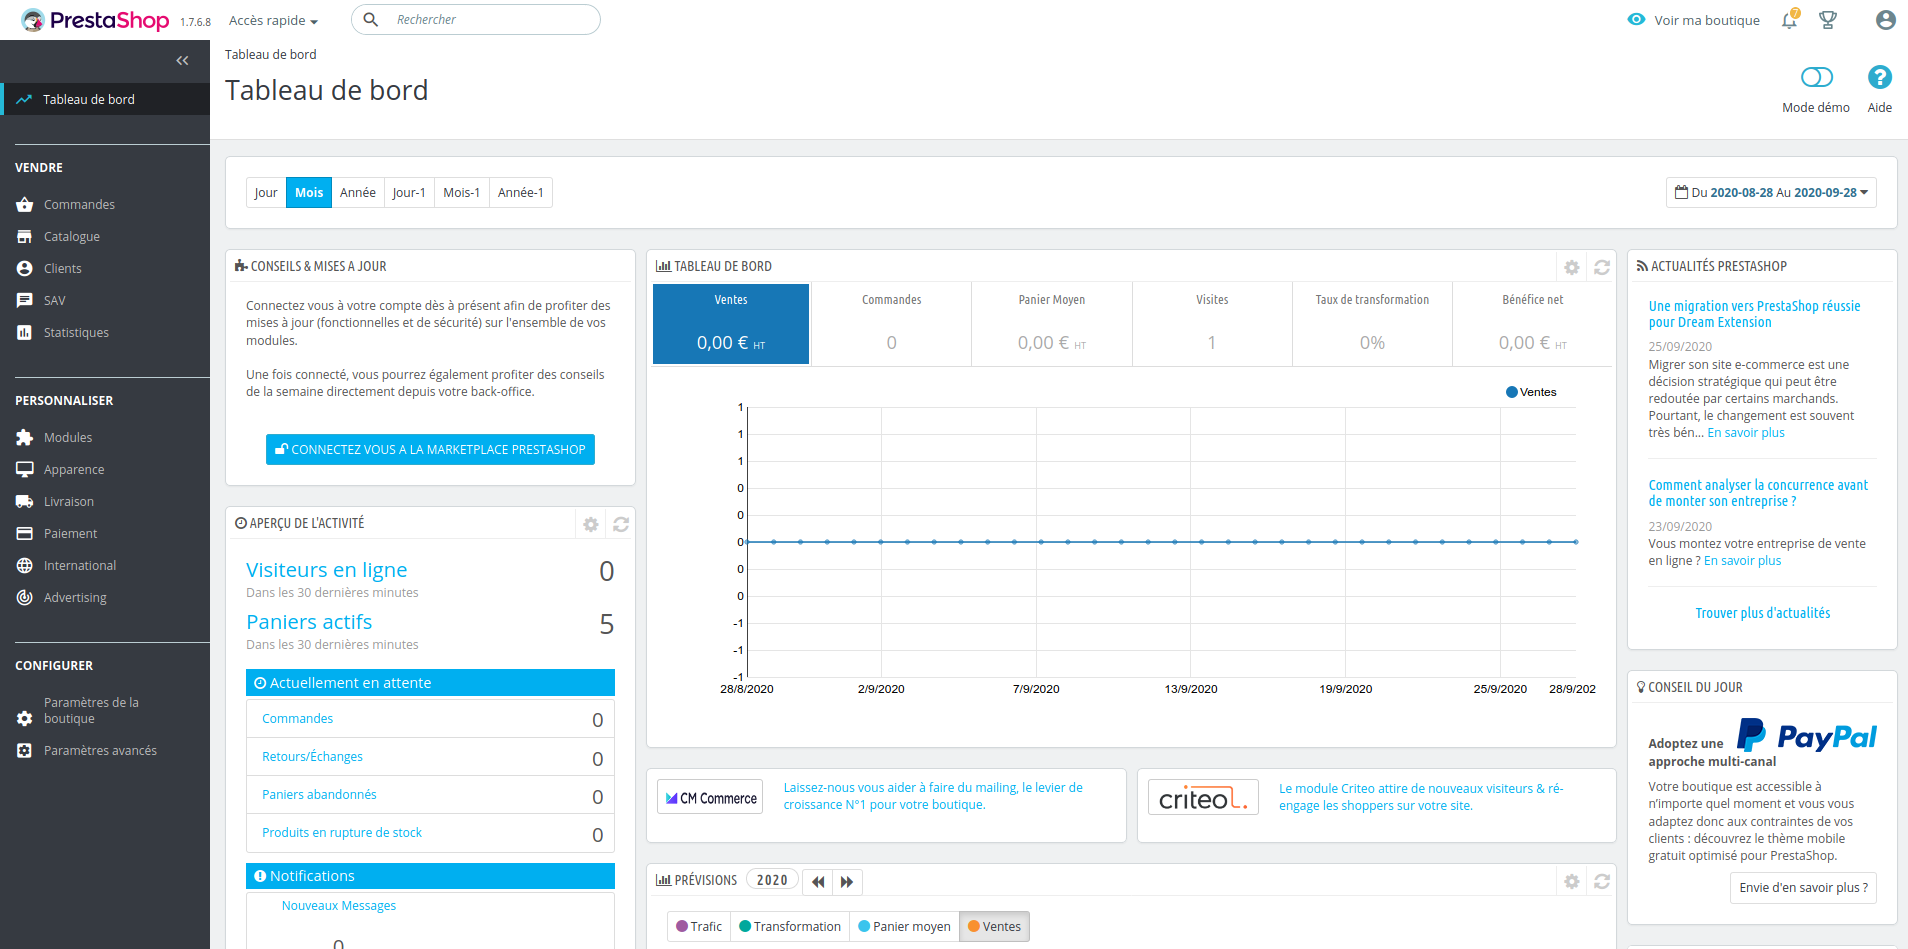 PrestaShop 1.7.6.8 Accès rapide
Rechercher
Voir ma boutique
7
Tableau de bord
Tableau de bord
Mode démo
Aide
Tableau de bord
VENDRE
Commandes
Catalogue
Clients
SAV
Statistiques
PERSONNALISER
Modules
Apparence
Livraison
Paiement
International
Advertising
CONFIGURER
Paramètres de la
boutique
Paramètres avancés
Jour Mois Année Jour-1 Mois-1 Année-1
Du 2020-08-28 Au 2020-09-28
CONSEILS & MISES A JOUR
Connectez vous à votre compte dès à présent afin de profiter des
mises à jour (fonctionnelles et de sécurité) sur l'ensemble de vos
modules.
Une fois connecté, vous pourrez également profiter des conseils
de la semaine directement depuis votre back-office.
CONNECTEZ VOUS A LA MARKETPLACE PRESTASHOP
APERÇU DE L'ACTIVITÉ
Visiteurs en ligne 0
Dans les 30 dernières minutes
Paniers actifs 5
Dans les 30 dernières minutes
Actuellement en attente
Commandes 0
Retours/Échanges 0
Paniers abandonnés 0
Produits en rupture de stock 0
Notifications
Nouveaux Messages
0
TABLEAU DE BORD
Ventes Commandes Panier Moyen Visites Taux de transformation Bénéfice net
0,00 € HT 0 0,00 € HT 1 0% 0,00 € HT
Ventes
1
1
1
0
0
0
0
0
-1
-1
-1
28/8/2020 2/9/2020 7/9/2020 13/9/2020 19/9/2020 25/9/2020 28/9/202
CM Commerce
Laissez-nous vous aider à faire du mailing, le levier de
croissance N°1 pour votre boutique.
criteo
Le module Criteo attire de nouveaux visiteurs & ré-
engage les shoppers sur votre site.
PRÉVISIONS 2020
Trafic Transformation Panier moyen Ventes
ACTUALITÉS PRESTASHOP
Une migration vers PrestaShop réussie
pour Dream Extension
25/09/2020
Migrer son site e-commerce est une
décision stratégique qui peut être
redoutée par certains marchands.
Pourtant, le changement est souvent
très bén... En savoir plus
Comment analyser la concurrence avant
de monter son entreprise ?
23/09/2020
Vous montez votre entreprise de vente
en ligne ? En savoir plus
Trouver plus d'actualités
CONSEIL DU JOUR
PayPal
Adoptez une
approche multi-canal
Votre boutique est accessible à
n’importe quel moment et vous vous
adaptez donc aux contraintes de vos
clients : découvrez le thème mobile
gratuit optimisé pour PrestaShop.
Envie d'en savoir plus ?